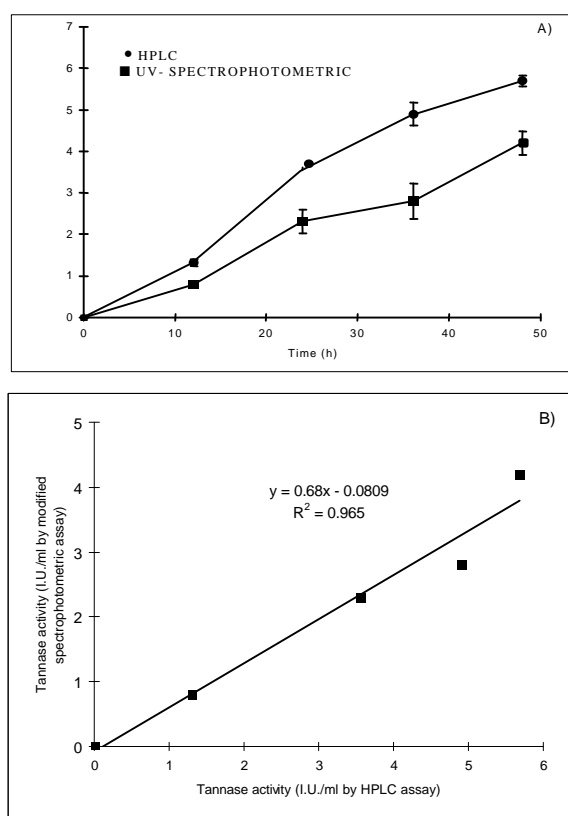 A)
HPLC
UV- SPECTROPHOTOMETRIC
7
6
5
4
3
2
1
0
0 10 20 30 40 50
Time (h)
B)
y = 0.68x - 0.0809
R² = 0.965
Tannase activity (I.U./ml by modified
spectrophotometric assay)
5
4
3
2
1
0
0 1 2 3 4 5 6
Tannase activity (I.U./ml by HPLC assay)